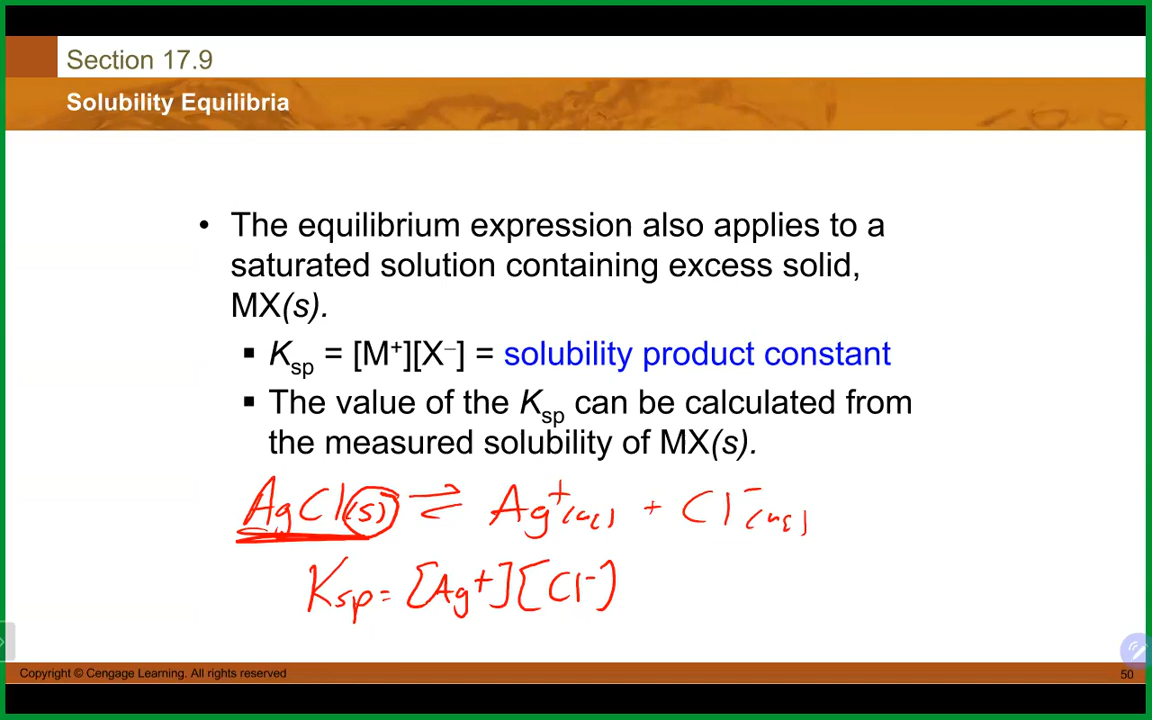 Section 17.9
Solubility Equilibria
• The equilibrium expression also applies to a
saturated solution containing excess solid,
MX(s).
▪ Ksp = [M⁺][X⁻] = solubility product constant
▪ The value of the Ksp can be calculated from
the measured solubility of MX(s).
AgCl(s) ⇌ Ag⁺(aq) + Cl⁻(aq)
Ksp = [Ag⁺][Cl⁻]
Copyright © Cengage Learning. All rights reserved
50